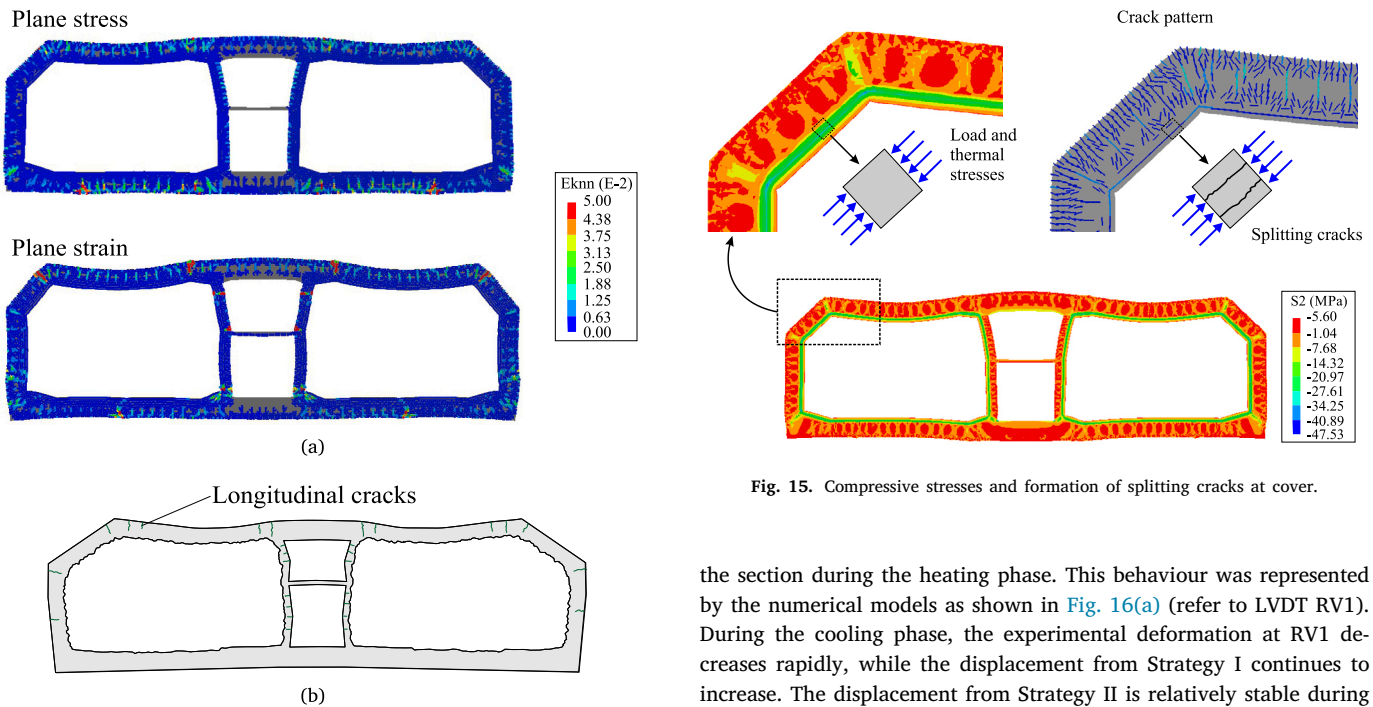 Plane stress
Plane strain
Eknn (E-2)
5.00
4.38
3.75
3.13
2.50
1.88
1.25
0.63
0.00
(a)
Longitudinal cracks
(b)
Crack pattern
Load and
thermal
stresses
Splitting cracks
S2 (MPa)
-5.60
-1.04
-7.68
-14.32
-20.97
-27.61
-34.25
-40.89
-47.53
Fig. 15. Compressive stresses and formation of splitting cracks at cover.
the section during the heating phase. This behaviour was represented
by the numerical models as shown in Fig. 16(a) (refer to LVDT RV1).
During the cooling phase, the experimental deformation at RV1 de-
creases rapidly, while the displacement from Strategy I continues to
increase. The displacement from Strategy II is relatively stable during